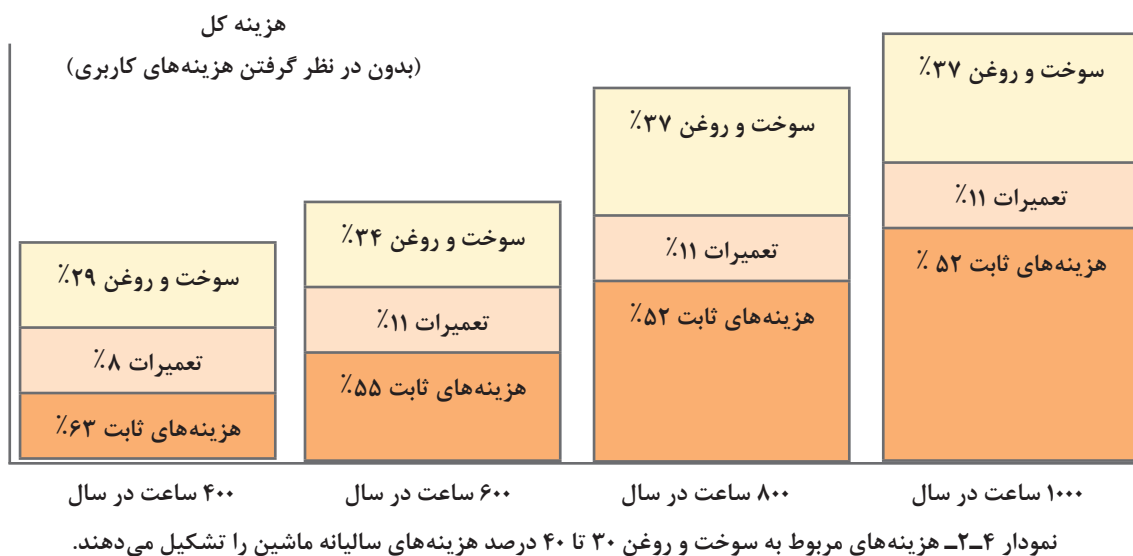 هزینه کل
(بدون در نظر گرفتن هزینه‌های کاربری)
سوخت و روغن ۳۷٪
تعمیرات ۱۱٪
هزینه‌های ثابت ۵۲ ٪
سوخت و روغن ۳۷٪
تعمیرات ۱۱٪
هزینه‌های ثابت ۵۲٪
سوخت و روغن ۳۴٪
تعمیرات ۱۱٪
هزینه‌های ثابت ۵۵٪
سوخت و روغن ۲۹٪
تعمیرات ۸٪
هزینه‌های ثابت ۶۳٪
۱۰۰۰ ساعت در سال
۸۰۰ ساعت در سال
۶۰۰ ساعت در سال
۴۰۰ ساعت در سال
نمودار ۴ــ۲ــ هزینه‌های مربوط به سوخت و روغن ۳۰ تا ۴۰ درصد هزینه‌های سالیانه ماشین را تشکیل می‌دهند.